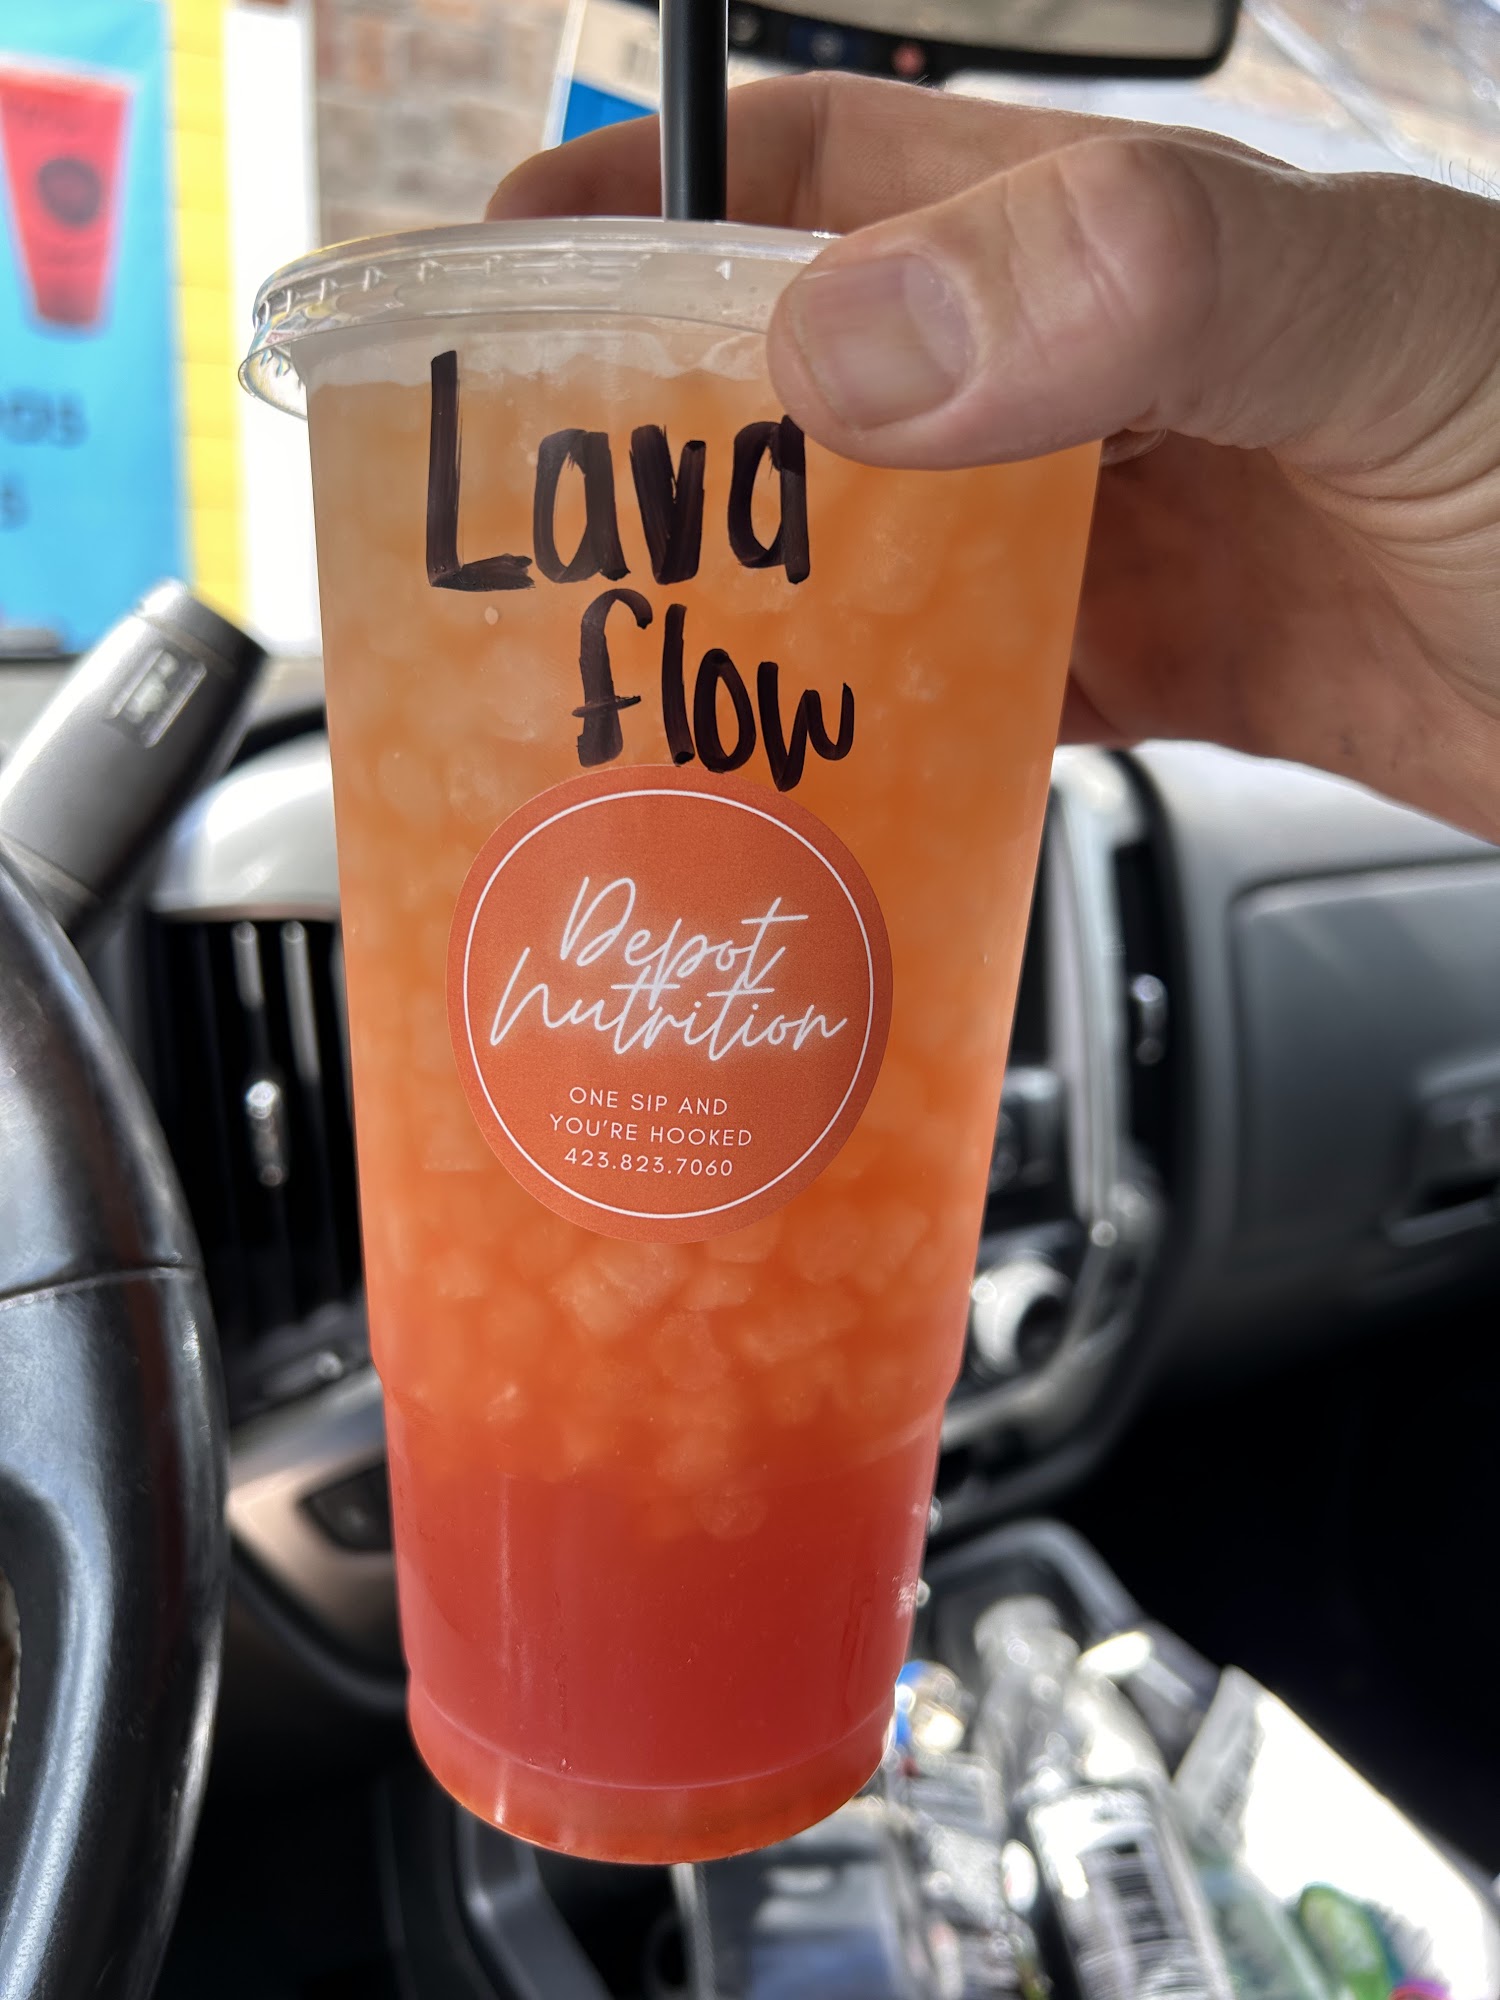 Lava
flow
Depot
Nutrition
ONE SIP AND
YOU'RE HOOKED
423.823.7060